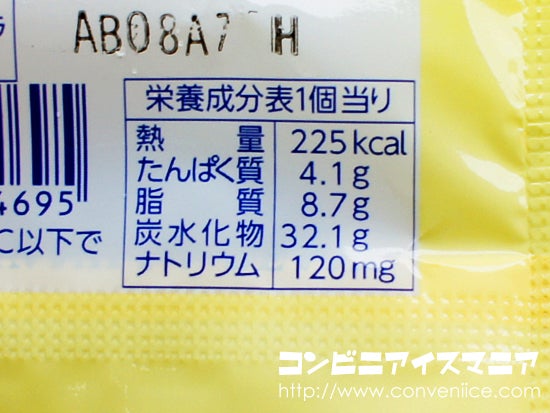 AB08A7 H
栄養成分表1個当り
熱量 225kcal
たんぱく質 4.1g
脂質 8.7g
炭水化物 32.1g
ナトリウム 120mg
4695
C以下で
コンビニアイスマニア
http://www.conveniice.com/